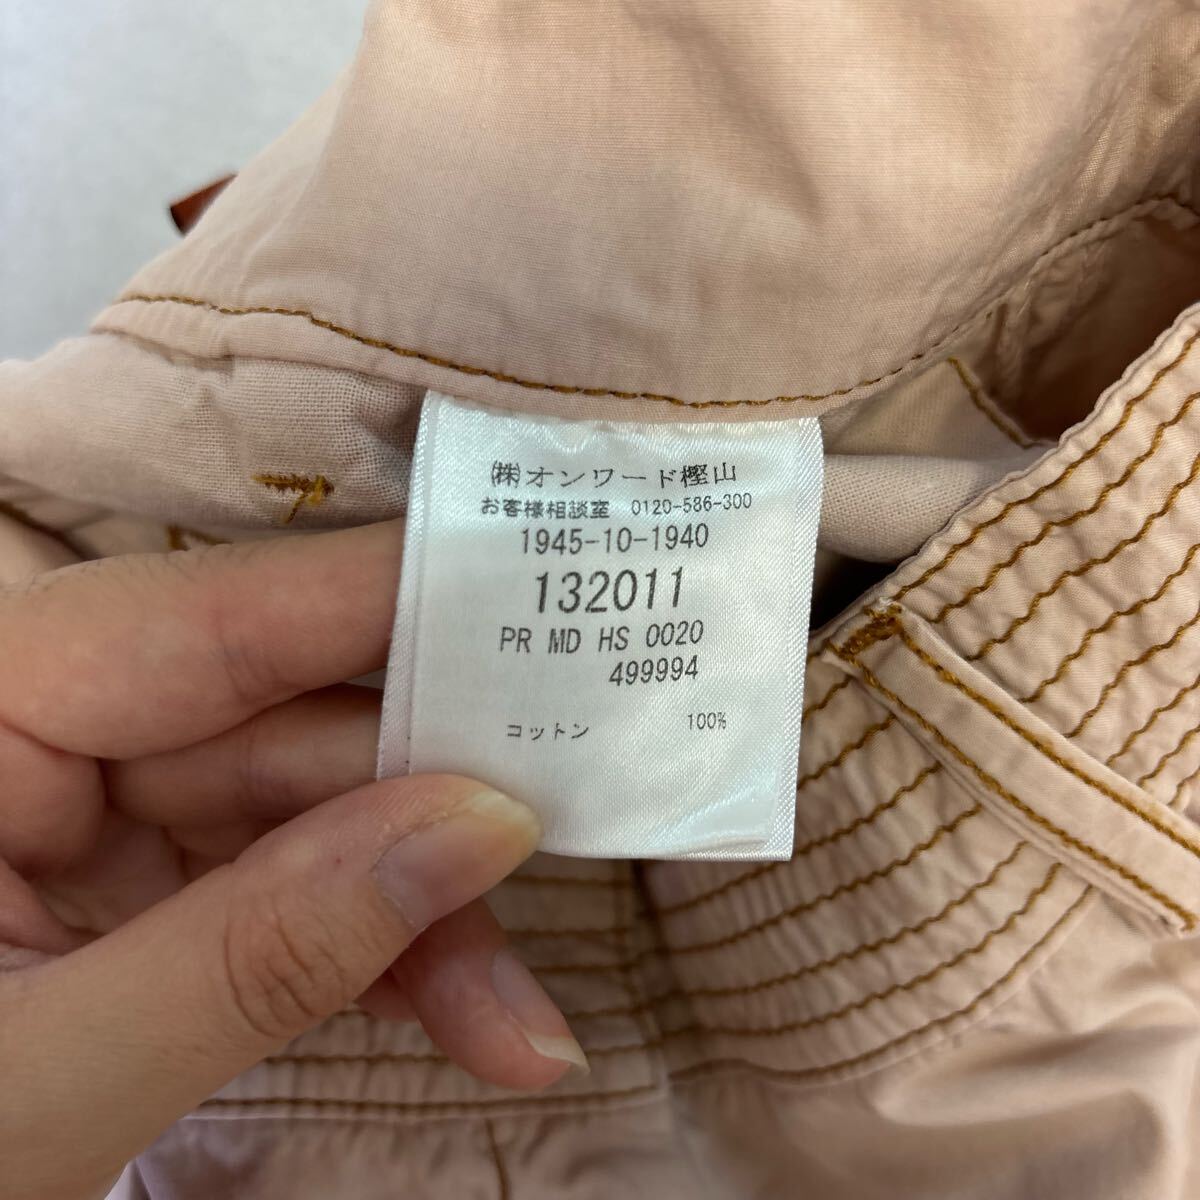 ㈱オンワード樫山
お客様相談室 0120-586-300
1945-10-1940
132011
PR MD HS 0020
499994
コットン 100%